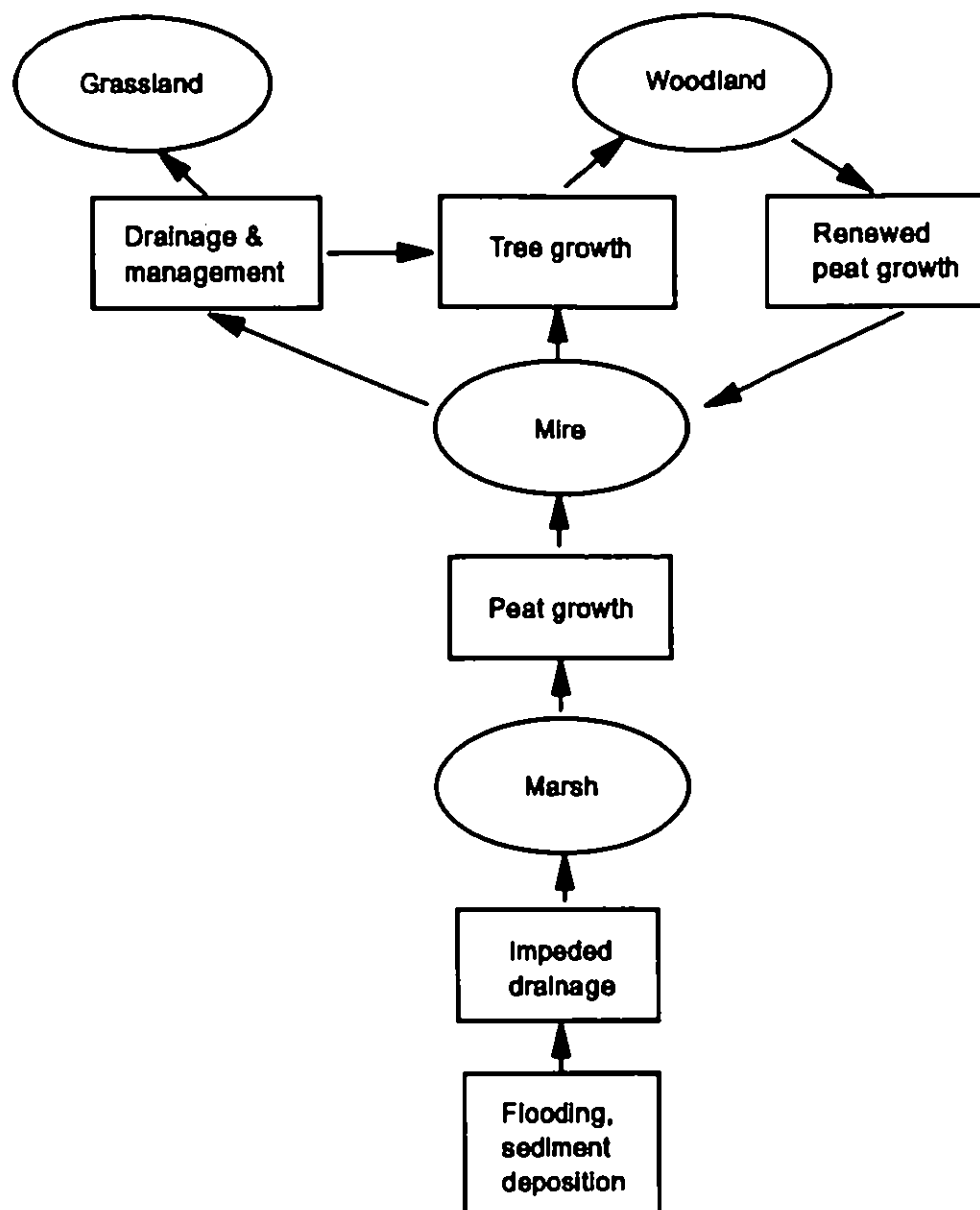 Grassland
Woodland
Drainage &
management
Tree growth
Renewed
peat growth
Mire
Peat growth
Marsh
Impeded
drainage
Flooding,
sediment
deposition